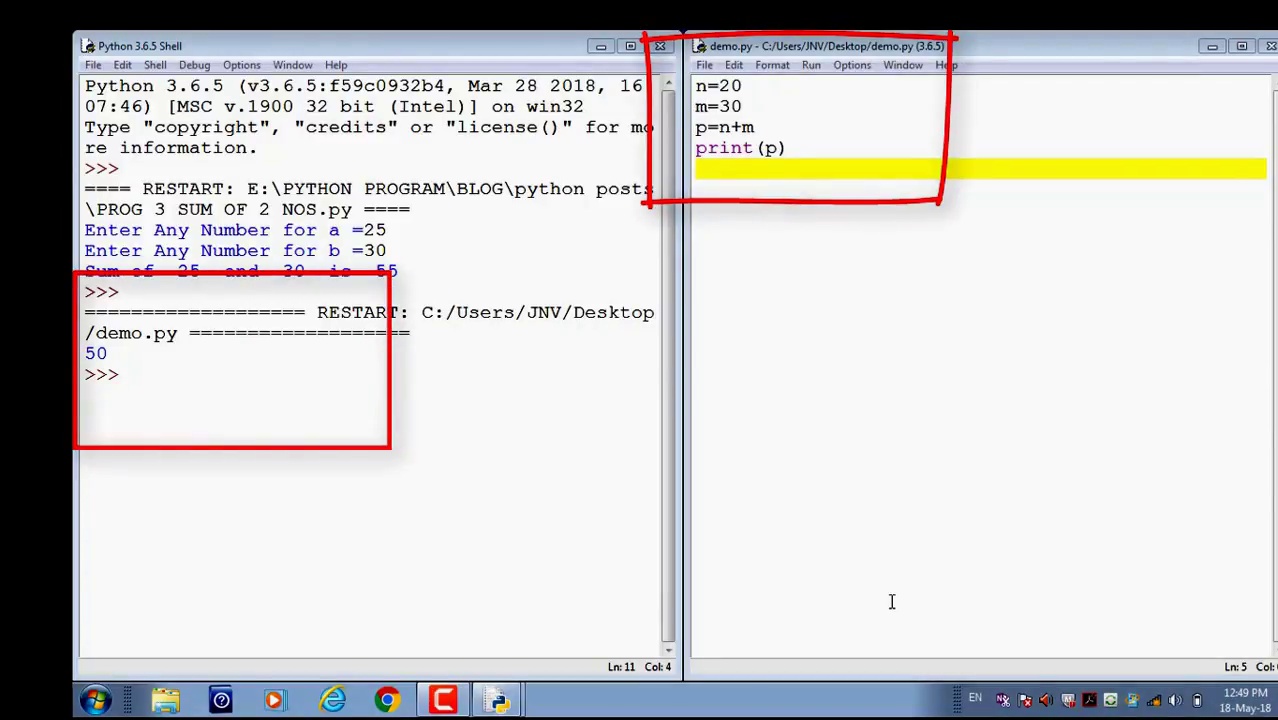 Python 3.6.5 Shell
File Edit Shell Debug Options Window Help
Python 3.6.5 (v3.6.5:f59c0932b4, Mar 28 2018, 16
07:46) [MSC v.1900 32 bit (Intel)] on win32
Type "copyright", "credits" or "license()" for mo
re information.
>>>
==== RESTART: E:\PYTHON PROGRAM\BLOG\python posts
\PROG 3 SUM OF 2 NOS.py ====
Enter Any Number for a =25
Enter Any Number for b =30
Sum of 25 and 30 is 55
>>>
=================== RESTART: C:/Users/JNV/Desktop
/demo.py ===================
50
>>>
Ln: 11 Col: 4
demo.py - C:/Users/JNV/Desktop/demo.py (3.6.5)
File Edit Format Run Options Window Help
n=20
m=30
p=n+m
print(p)
Ln: 5 Col:
EN
12:49 PM
18-May-18